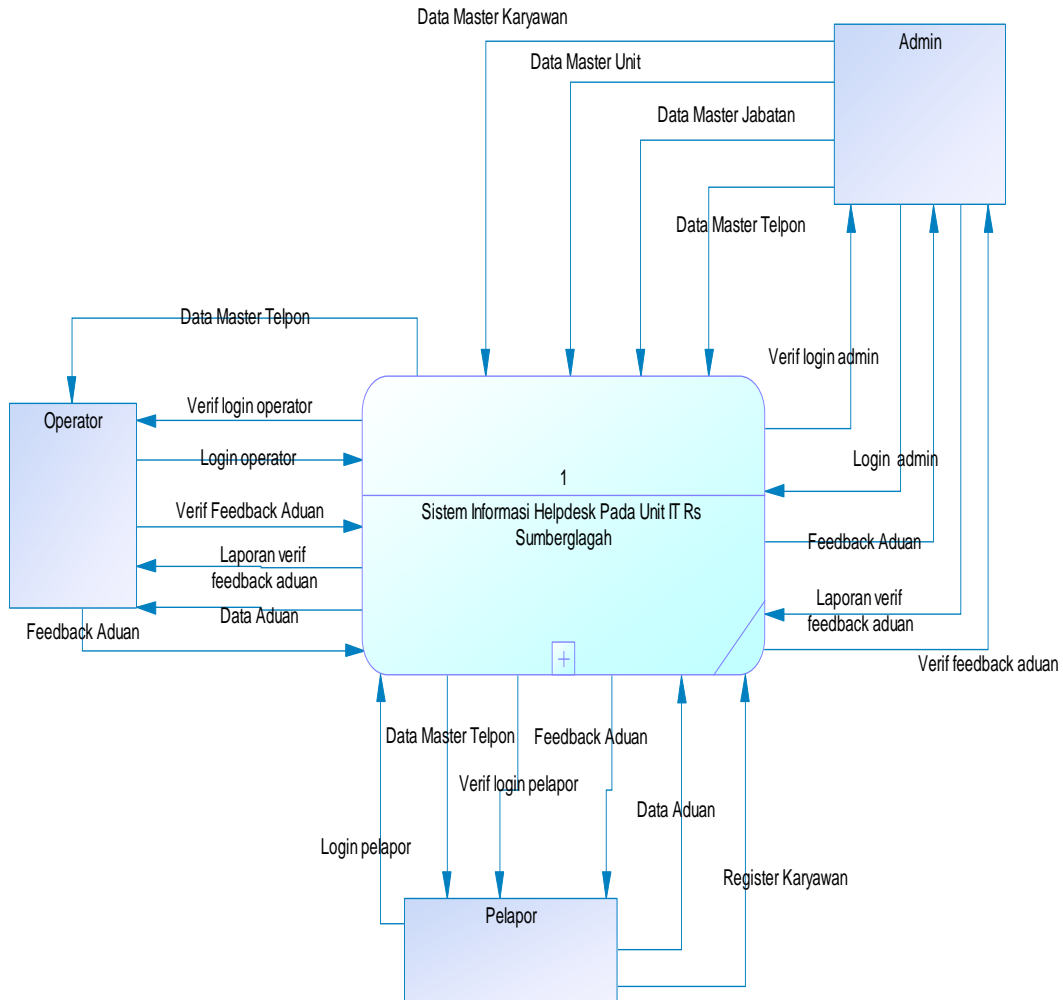 Data Master Karyawan
Admin
Data Master Unit
Data Master Jabatan
Data Master Telpon
Data Master Telpon
Verif login admin
Operator
Verif login operator
Login operator
Login admin
1
Sistem Informasi Helpdesk Pada Unit IT Rs
Sumberglagah
Verif Feedback Aduan
Feedback Aduan
Laporan verif
feedback aduan
Data Aduan
Laporan verif
feedback aduan
Feedback Aduan
Verif feedback aduan
Data Master Telpon
Feedback Aduan
Verif login pelapor
Data Aduan
Login pelapor
Register Karyawan
Pelapor